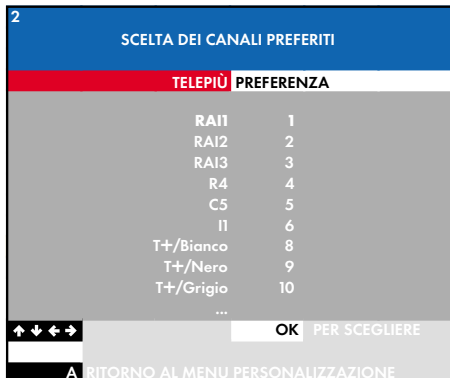 2
SCELTA DEI CANALI PREFERITI
TELEPIÙ PREFERENZA
RAI1 1
RAI2 2
RAI3 3
R4 4
C5 5
I1 6
T+/Bianco 8
T+/Nero 9
T+/Grigio 10
...
↑ ↓ ← → OK PER SCEGLIERE
A RITORNO AL MENU PERSONALIZZAZIONE